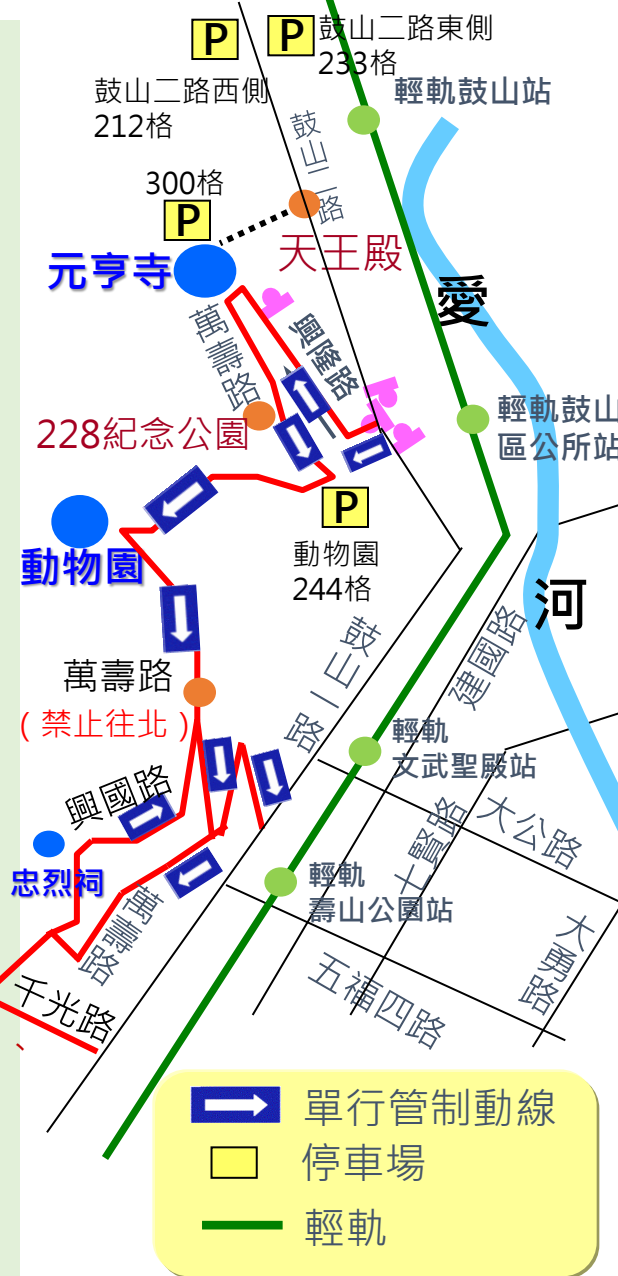 P
P
鼓山二路東側
233格
鼓山二路西側
212格
輕軌鼓山站
鼓山二路
300格
P
元亨寺
天王殿
愛
萬壽路
興隆路
228紀念公園
輕軌鼓山
區公所站
P
動物園
244格
動物園
河
鼓山一路
建國路
萬壽路
(禁止往北)
輕軌
文武聖殿站
興國路
七賢路
大公路
忠烈祠
輕軌
壽山公園站
萬壽路
大勇路
五福四路
千光路
、
單行管制動線
停車場
輕軌